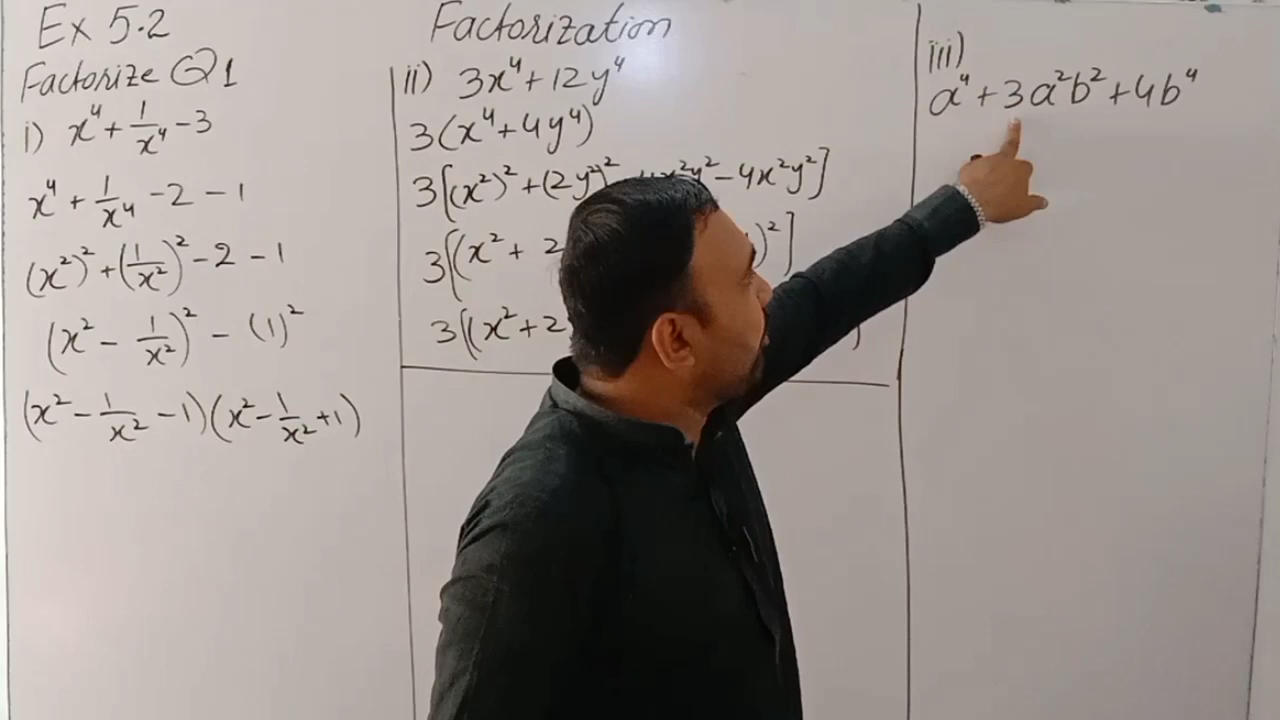 Ex 5.2
Factorize Q1
i) x⁴ + 1/x⁴ - 3
x⁴ + 1/x⁴ - 2 - 1
(x²)² + (1/x²)² - 2 - 1
(x² - 1/x²)² - (1)²
(x² - 1/x² - 1)(x² - 1/x² + 1)
Factorization
ii) 3x⁴ + 12y⁴
3(x⁴ + 4y⁴)
3[(x²)² + (2y²)² x²y² - 4x²y²]
3[(x² + 2 )²]
3[(x² + 2 )
iii)
a⁴ + 3a²b² + 4b⁴